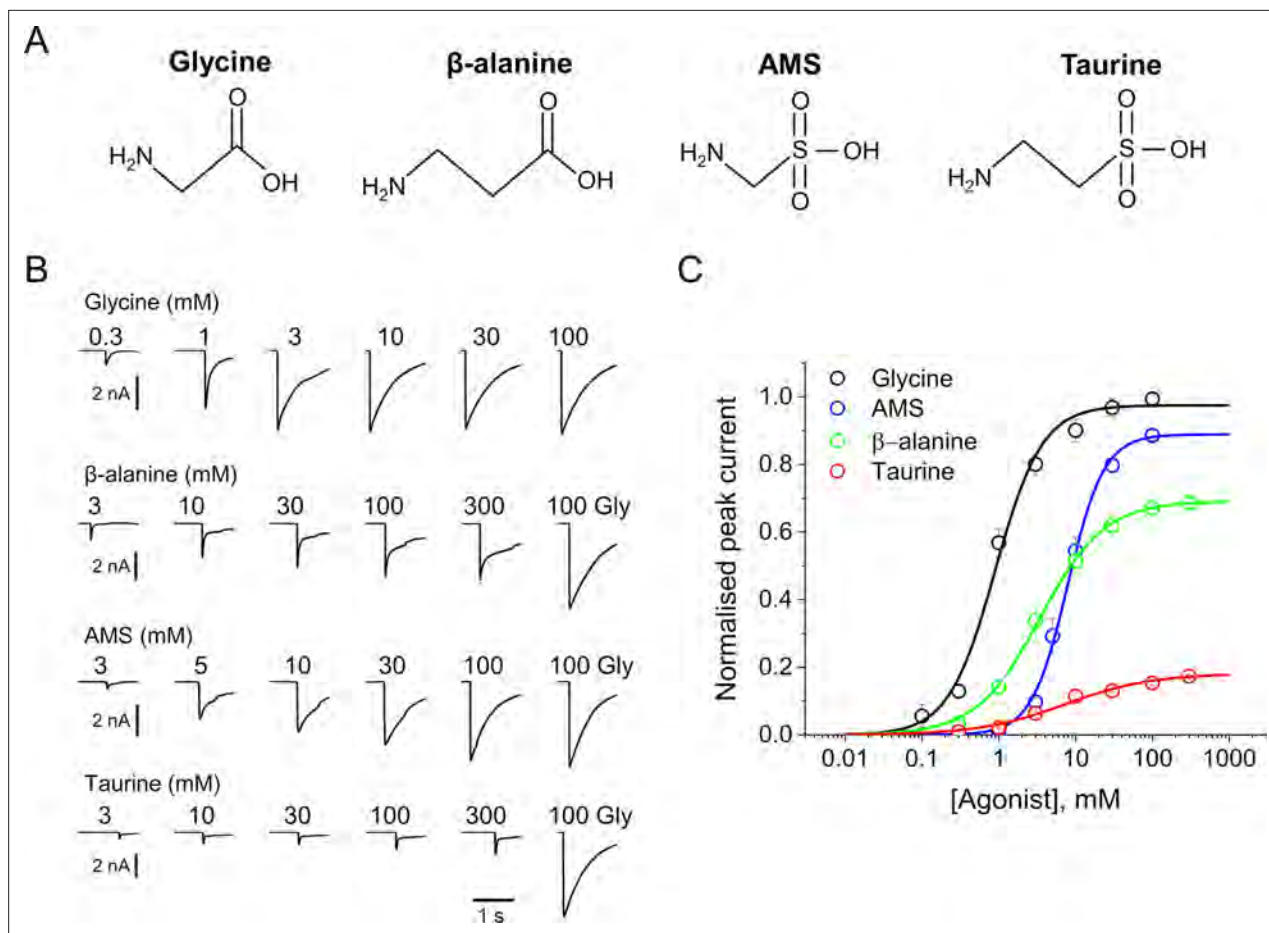 A
Glycine β-alanine AMS Taurine
O
H₂N
OH
O
H₂N
OH
O
H₂N
S
OH
O
O
H₂N
S
OH
O
B
Glycine (mM)
0.3 1 3 10 30 100
2 nA
β-alanine (mM)
3 10 30 100 300 100 Gly
2 nA
AMS (mM)
3 5 10 30 100 100 Gly
2 nA
Taurine (mM)
3 10 30 100 300 100 Gly
2 nA
1 s
C
Normalised peak current
1.0
0.8
0.6
0.4
0.2
0.0
Glycine
AMS
β–alanine
Taurine
0.01 0.1 1 10 100 1000
[Agonist], mM